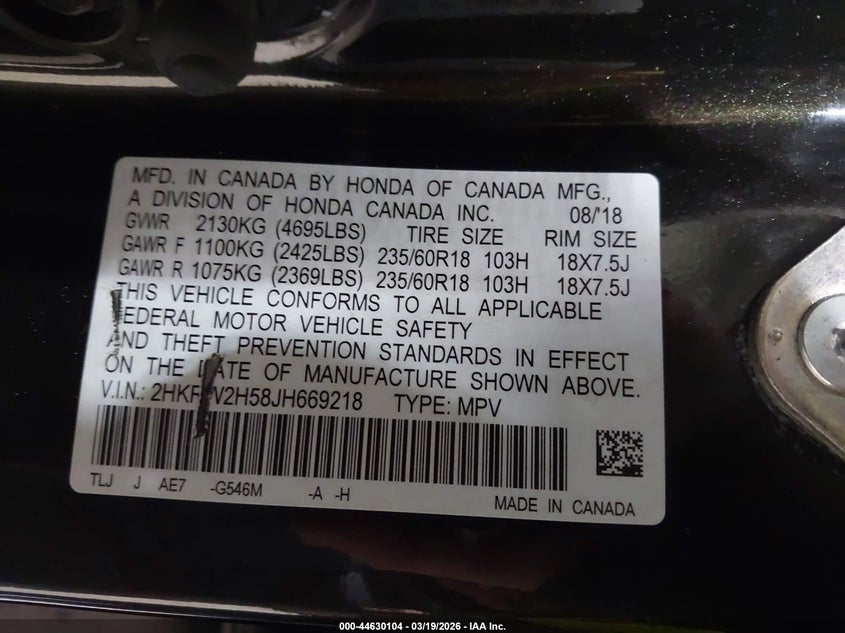 MFD. IN CANADA BY HONDA OF CANADA MFG.,
A DIVISION OF HONDA CANADA INC. 08/'18
GVWR 2130KG (4695LBS) TIRE SIZE RIM SIZE
GAWR F 1100KG (2425LBS) 235/60R18 103H 18X7.5J
GAWR R 1075KG (2369LBS) 235/60R18 103H 18X7.5J
THIS VEHICLE CONFORMS TO ALL APPLICABLE
FEDERAL MOTOR VEHICLE SAFETY
AND THEFT PREVENTION STANDARDS IN EFFECT
ON THE DATE OF MANUFACTURE SHOWN ABOVE.
V.I.N.: TYPE: MPV
TLJ J AE7 -G546M -A -H
MADE IN CANADA
000-44630104 - 03/19/2026 - IAA Inc.